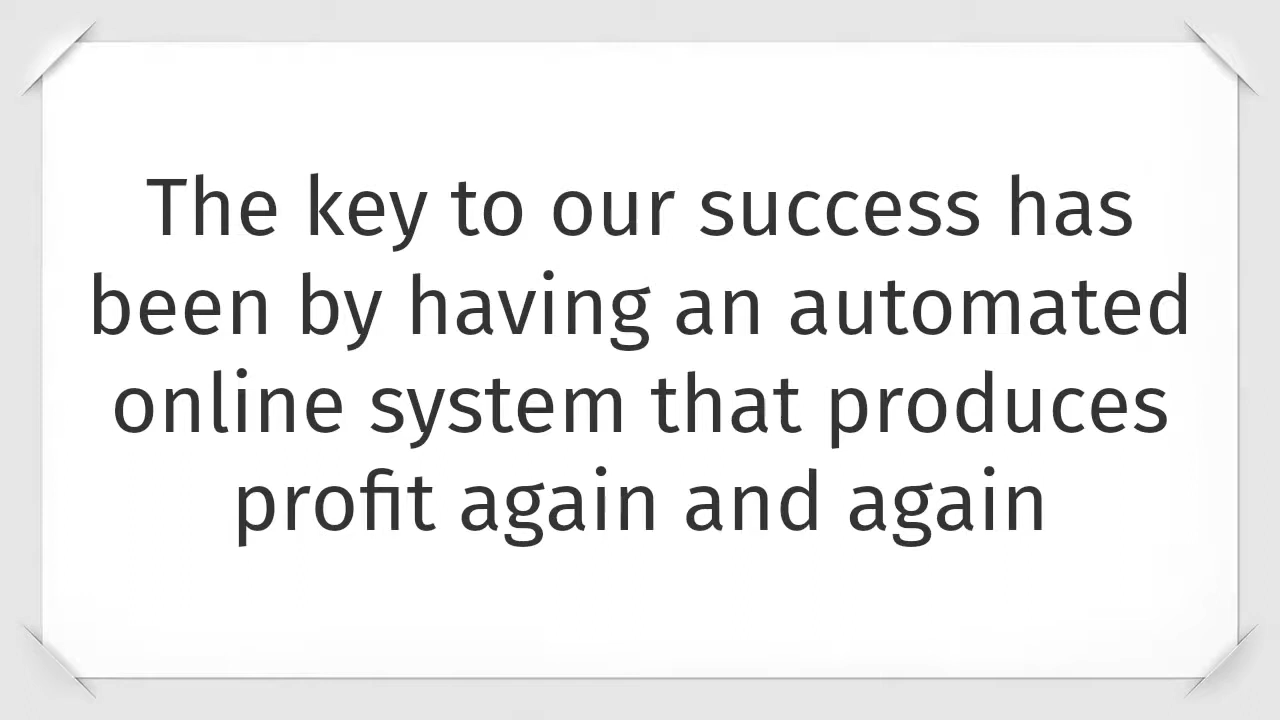 The key to our success has
been by having an automated
online system that produces
profit again and again